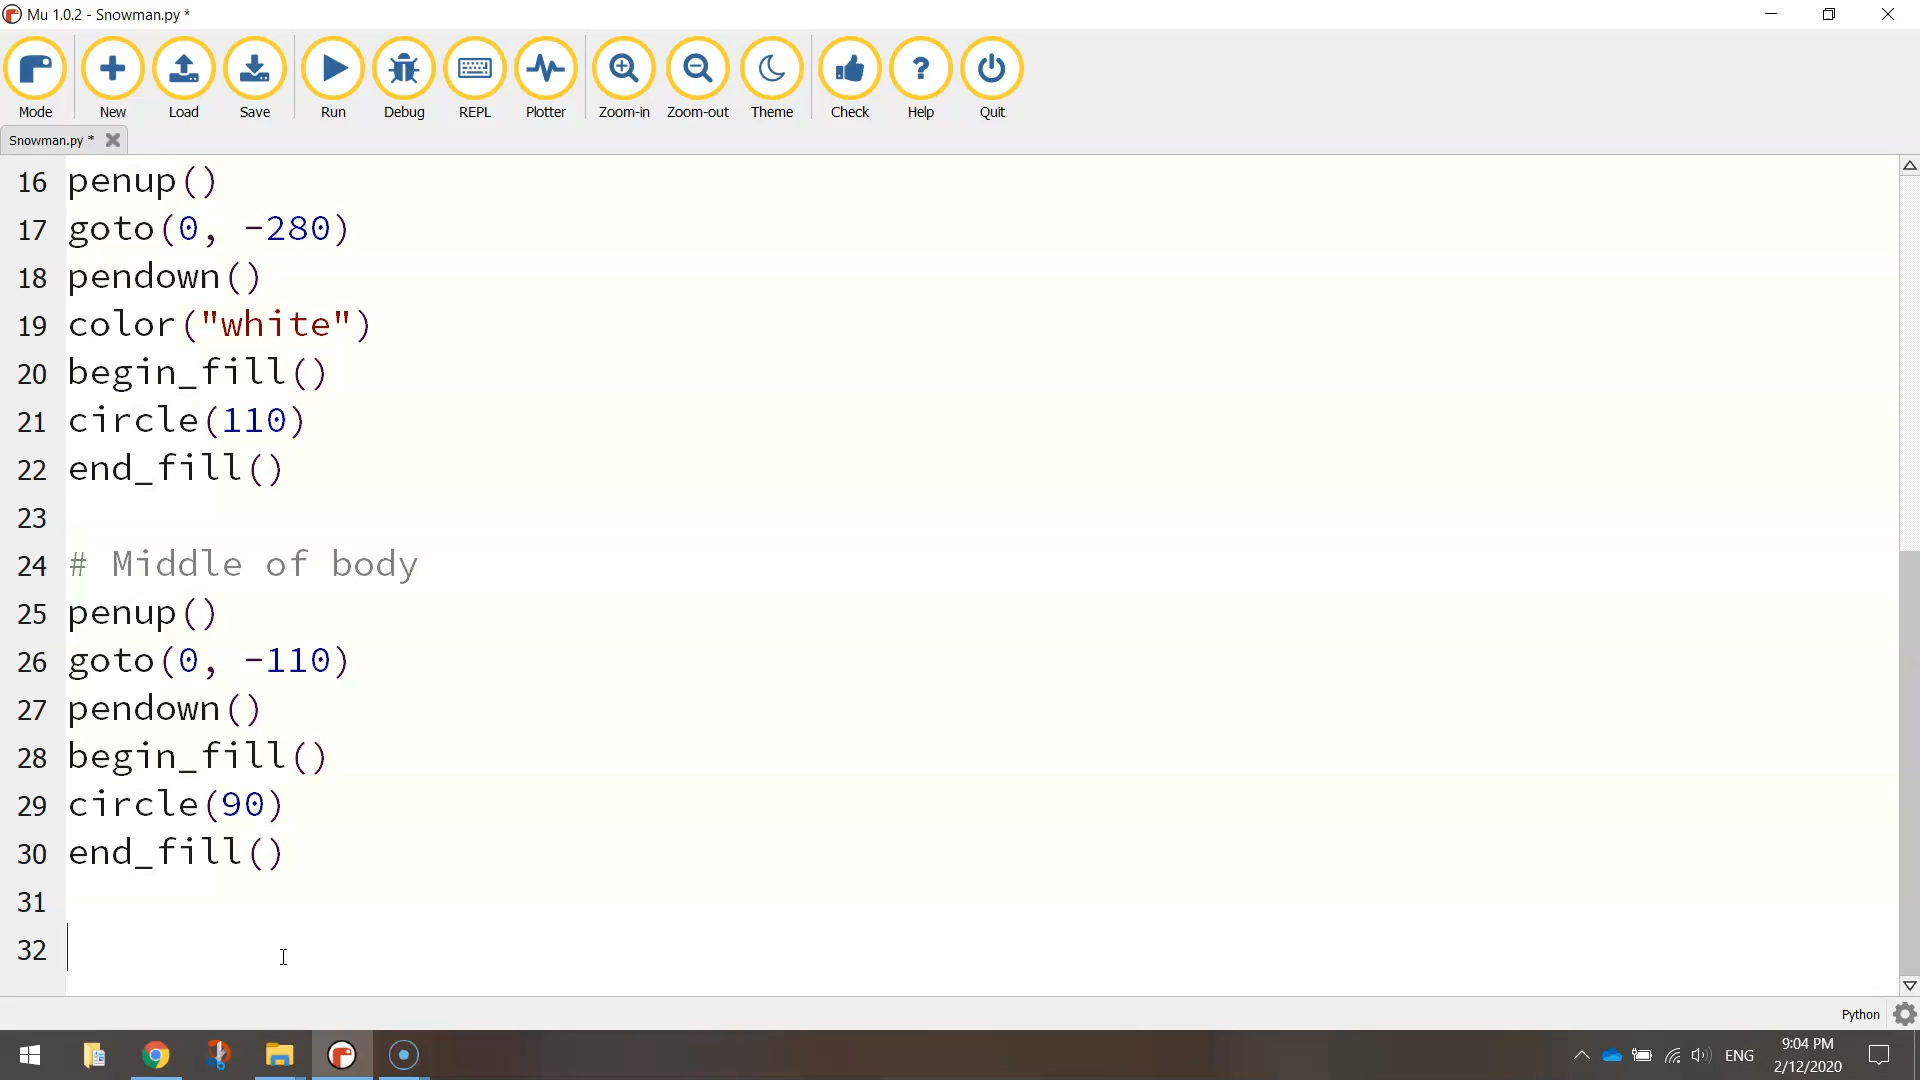 Mu 1.0.2 - Snowman.py *
Mode New Load Save Run Debug REPL Plotter Zoom-in Zoom-out Theme Check Help Quit
Snowman.py *
16 penup()
17 goto(0, -280)
18 pendown()
19 color("white")
20 begin_fill()
21 circle(110)
22 end_fill()
23
24 # Middle of body
25 penup()
26 goto(0, -110)
27 pendown()
28 begin_fill()
29 circle(90)
30 end_fill()
31
32
Python
ENG
9:04 PM
2/12/2020